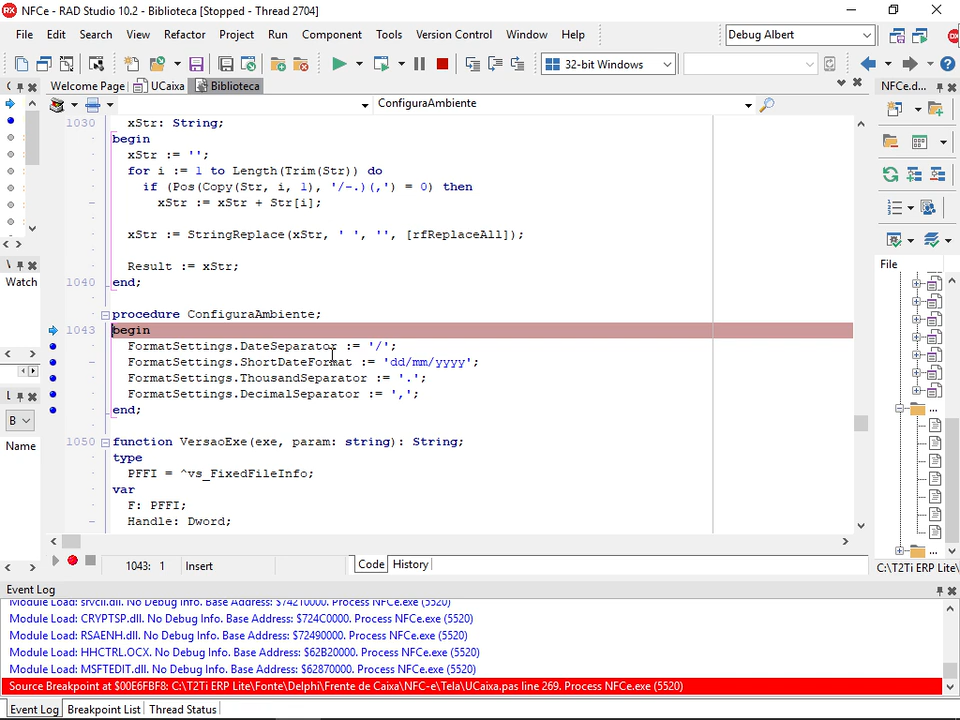 NFCe - RAD Studio 10.2 - Biblioteca [Stopped - Thread 2704]
File Edit Search View Refactor Project Run Component Tools Version Control Window Help
Debug Albert
32-bit Windows
Welcome Page UCaixa Biblioteca
NFCe.d...
ConfiguraAmbiente
1030 xStr: String;
begin
xStr := '';
for i := 1 to Length(Trim(Str)) do
if (Pos(Copy(Str, i, 1), '/-.)(,') = 0) then
xStr := xStr + Str[i];
xStr := StringReplace(xStr, ' ', '', [rfReplaceAll]);
Result := xStr;
1040 end;
procedure ConfiguraAmbiente;
1043 begin
FormatSettings.DateSeparator := '/';
FormatSettings.ShortDateFormat := 'dd/mm/yyyy';
FormatSettings.ThousandSeparator := '.';
FormatSettings.DecimalSeparator := ',';
end;
1050 function VersaoExe(exe, param: string): String;
type
PFFI = ^vs_FixedFileInfo;
var
F: PFFI;
Handle: Dword;
Watch
B
Name
File
...
...
C:\T2Ti ERP Lite\
1043: 1 Insert
Code History
Event Log
Module Load: srvcli.dll. No Debug Info. Base Address: $74210000. Process NFCe.exe (5520)
Module Load: CRYPTSP.dll. No Debug Info. Base Address: $724C0000. Process NFCe.exe (5520)
Module Load: RSAENH.dll. No Debug Info. Base Address: $72490000. Process NFCe.exe (5520)
Module Load: HHCTRL.OCX. No Debug Info. Base Address: $62B20000. Process NFCe.exe (5520)
Module Load: MSFTEDIT.dll. No Debug Info. Base Address: $62870000. Process NFCe.exe (5520)
Source Breakpoint at $00E6FBF8: C:\T2Ti ERP Lite\Fonte\Delphi\Frente de Caixa\NFC-e\Tela\UCaixa.pas line 269. Process NFCe.exe (5520)
Event Log Breakpoint List Thread Status